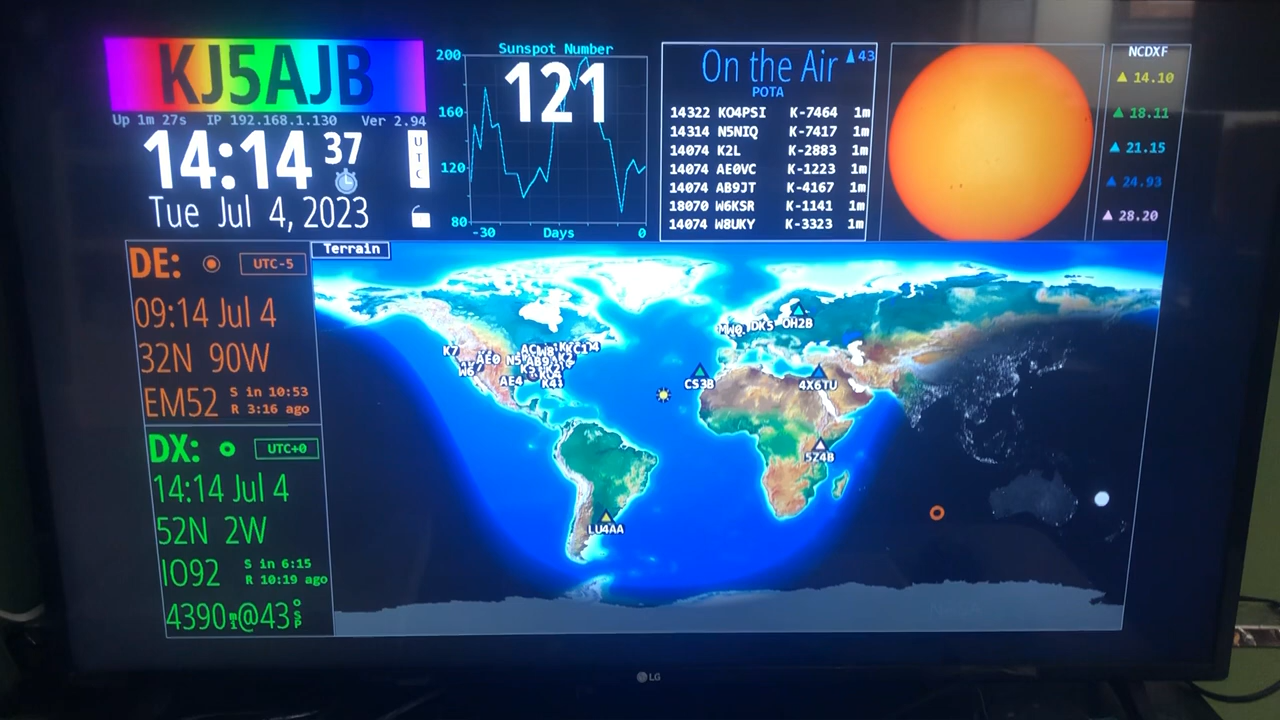 KJ5AJB
Up 1m 27s IP 192.168.1.130 Ver 2.94
14:14 37
UTC
Tue Jul 4, 2023
Sunspot Number
121
200
160
120
80
-30 Days 0
On the Air ▲43
POTA
14322 KO4PSI K-7464 1m
14314 N5NIQ K-7417 1m
14074 K2L K-2883 1m
14074 AE0VC K-1223 1m
14074 AB9JT K-4167 1m
18070 W6KSR K-1141 1m
14074 W8UKY K-3323 1m
NCDXF
▲ 14.10
▲ 18.11
▲ 21.15
▲ 24.93
▲ 28.20
DE: UTC-5
09:14 Jul 4
32N 90W
EM52 S in 10:53
R 3:16 ago
DX: UTC+0
14:14 Jul 4
52N 2W
IO92 S in 6:15
R 10:19 ago
4390mi@43°SP
Terrain
OH2B
DK5
MW0
K7
AE0
AE4
CS3B
4X6TU
5Z4B
LU4AA
LG